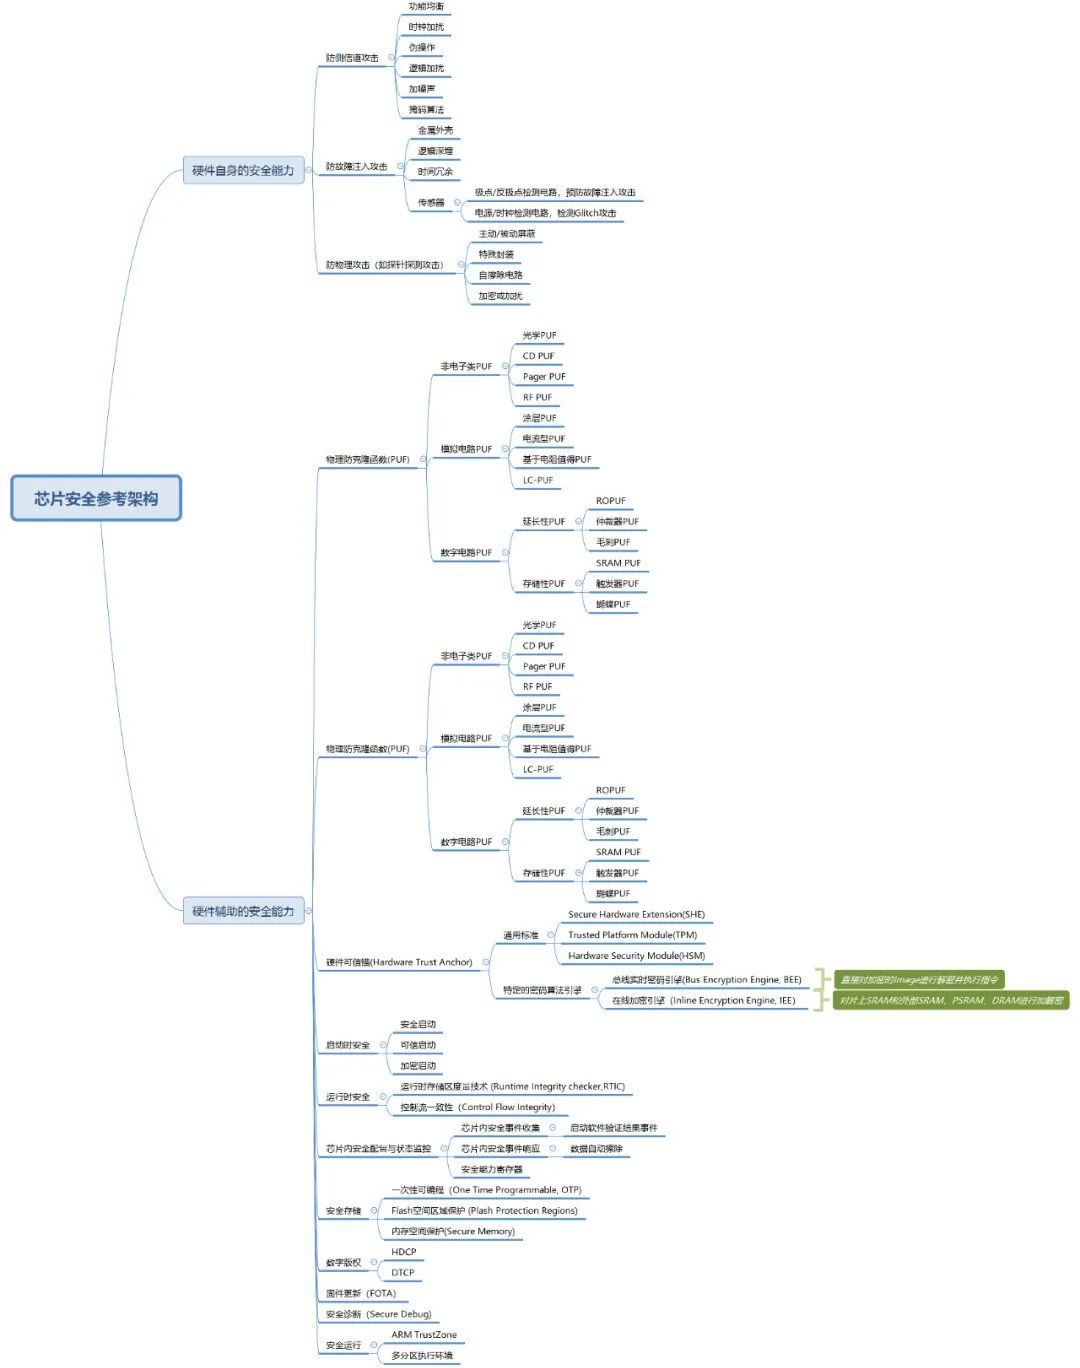 芯片安全参考架构
硬件自身的安全能力
防侧信道攻击
功能均衡
时钟加扰
伪操作
逻辑加扰
加噪声
掩码算法
防故障注入攻击
金属外壳
逻辑深埋
时间冗余
传感器
极点/反极点检测电路，预防故障注入攻击
电源/时钟检测电路，检测Glitch攻击
防物理攻击（如探针探测攻击）
主动/被动屏蔽
特殊封装
自擦除电路
加密或加扰
硬件辅助的安全能力
物理防克隆函数(PUF)
非电子类PUF
光学PUF
CD PUF
Pager PUF
RF PUF
模拟电路PUF
涂层PUF
电流型PUF
基于电阻值得PUF
LC-PUF
数字电路PUF
延长性PUF
ROPUF
仲裁器PUF
毛刺PUF
存储性PUF
SRAM PUF
触发器PUF
蝴蝶PUF
物理防克隆函数(PUF)
非电子类PUF
光学PUF
CD PUF
Pager PUF
RF PUF
模拟电路PUF
涂层PUF
电流型PUF
基于电阻值得PUF
LC-PUF
数字电路PUF
延长性PUF
ROPUF
仲裁器PUF
毛刺PUF
存储性PUF
SRAM PUF
触发器PUF
蝴蝶PUF
硬件可信锚(Hardware Trust Anchor)
通用标准
Secure Hardware Extension(SHE)
Trusted Platform Module(TPM)
Hardware Security Module(HSM)
特定的密码算法引擎
总线实时密码引擎(Bus Encryption Engine, BEE)
直接对加密的Image进行解密并执行指令
在线加密引擎（Inline Encryption Engine, IEE)
对片上SRAM和外部SRAM、PSRAM、DRAM进行加解密
启动时安全
安全启动
可信启动
加密启动
运行时安全
运行时存储区度量技术 (Runtime Integrity checker,RTIC)
控制流一致性（Control Flow Integrity）
芯片内安全配置与状态监控
芯片内安全事件收集
启动软件验证结果事件
芯片内安全事件响应
数据自动擦除
安全能力寄存器
安全存储
一次性可编程（One Time Programmable, OTP)
Flash空间区域保护 (Plash Protection Regions)
内存空间保护(Secure Memory)
数字版权
HDCP
DTCP
固件更新（FOTA）
安全诊断（Secure Debug)
安全运行
ARM TrustZone
多分区执行环境